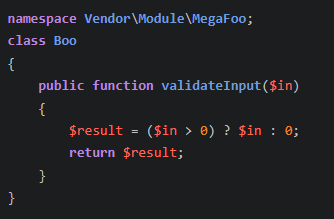 namespace Vendor\Module\MegaFoo;
class Boo
{
    public function validateInput($in)
    {
        $result = ($in > 0) ? $in : 0;
        return $result;
    }
}